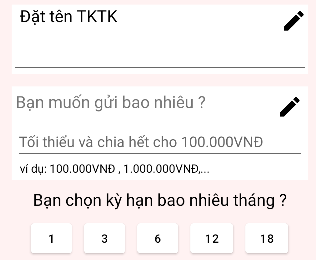 Đặt tên TKTK
Bạn muốn gửi bao nhiêu ?
Tối thiểu và chia hết cho 100.000VNĐ
ví dụ: 100.000VNĐ , 1.000.000VNĐ,...
Bạn chọn kỳ hạn bao nhiêu tháng ?
1 3 6 12 18